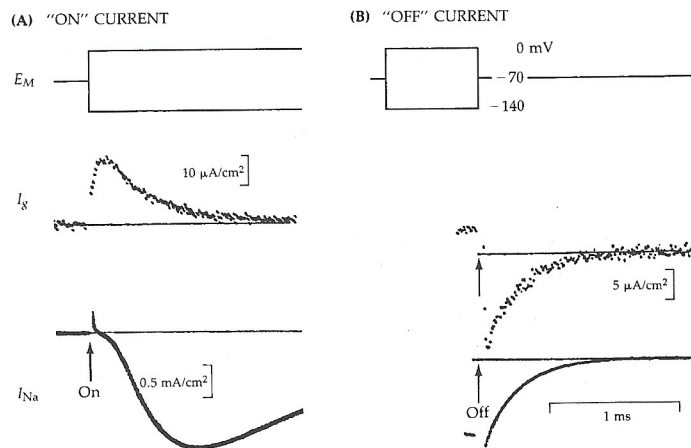 (A) "ON" CURRENT
E_M
10 μA/cm²
I_g
0.5 mA/cm²
On
I_Na
(B) "OFF" CURRENT
0 mV
−70
−140
5 μA/cm²
Off
1 ms